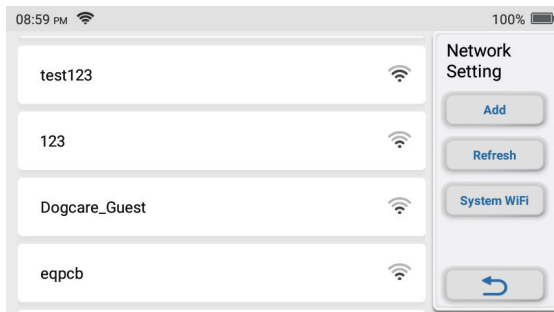 08:59 PM
100%
test123
123
Dogcare_Guest
eqpcb
Network
Setting
Add
Refresh
System WiFi